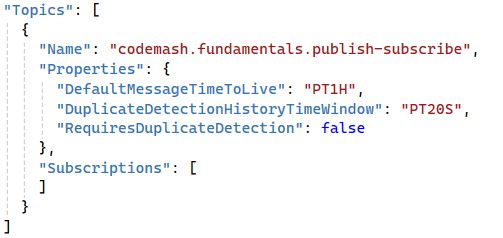 "Topics": [
  {
    "Name": "codemash.fundamentals.publish-subscribe",
    "Properties": {
      "DefaultMessageTimeToLive": "PT1H",
      "DuplicateDetectionHistoryTimeWindow": "PT20S",
      "RequiresDuplicateDetection": false
    },
    "Subscriptions": [
    ]
  }
]